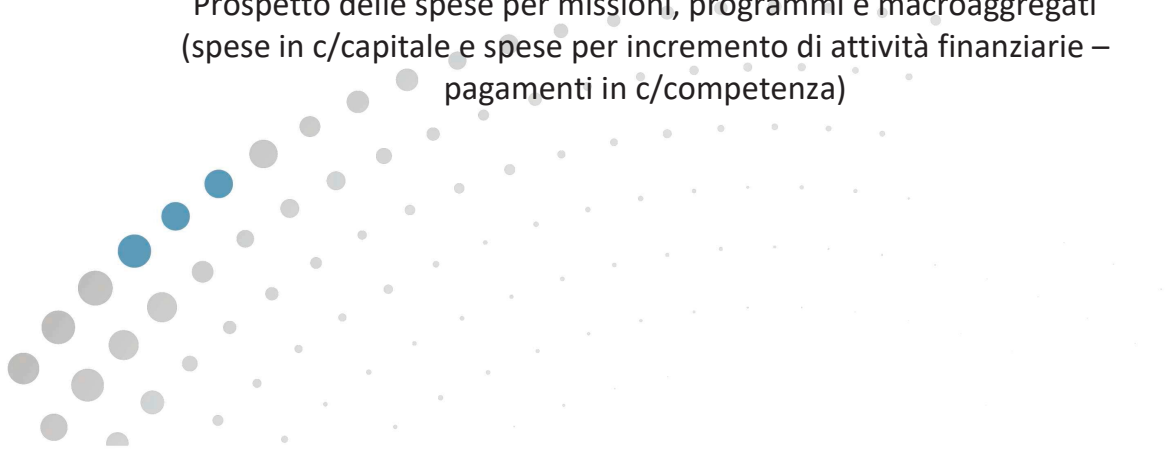 Prospetto delle spese per missioni, programmi e macroaggregati
(spese in c/capitale e spese per incremento di attività finanziarie –
pagamenti in c/competenza)